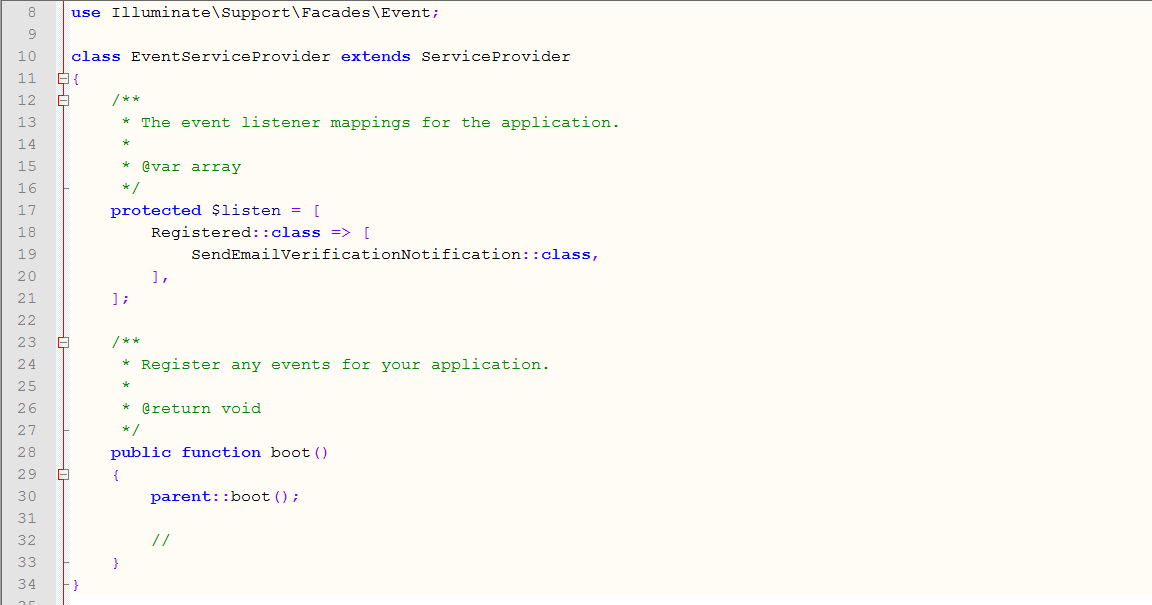 8 use Illuminate\Support\Facades\Event;
9
10 class EventServiceProvider extends ServiceProvider
11 {
12     /**
13      * The event listener mappings for the application.
14      *
15      * @var array
16      */
17     protected $listen = [
18         Registered::class => [
19             SendEmailVerificationNotification::class,
20         ],
21     ];
22
23     /**
24      * Register any events for your application.
25      *
26      * @return void
27      */
28     public function boot()
29     {
30         parent::boot();
31
32         //
33     }
34 }
35